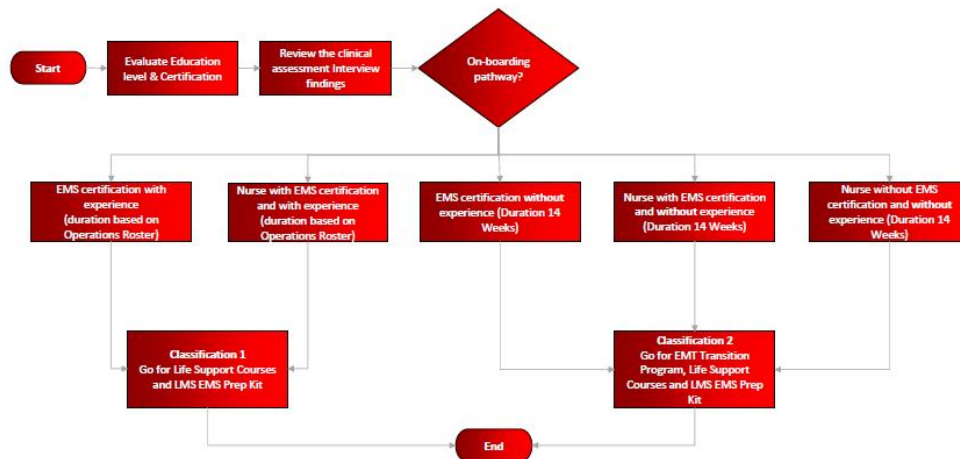 Start
Evaluate Education
level & Certification
Review the clinical
assessment Interview
findings
On-boarding
pathway?
EMS certification with
experience
(duration based on
Operations Roster)
Nurse with EMS certification
and with experience
(duration based on
Operations Roster)
EMS certification without
experience (Duration 14
Weeks)
Nurse with EMS certification
and without experience
(Duration 14 Weeks)
Nurse without EMS
certification and without
experience (Duration 14
Weeks)
Classification 1
Go for Life Support Courses
and LMS EMS Prep Kit
Classification 2
Go for EMT Transition
Program, Life Support
Courses and LMS EMS Prep
Kit
End